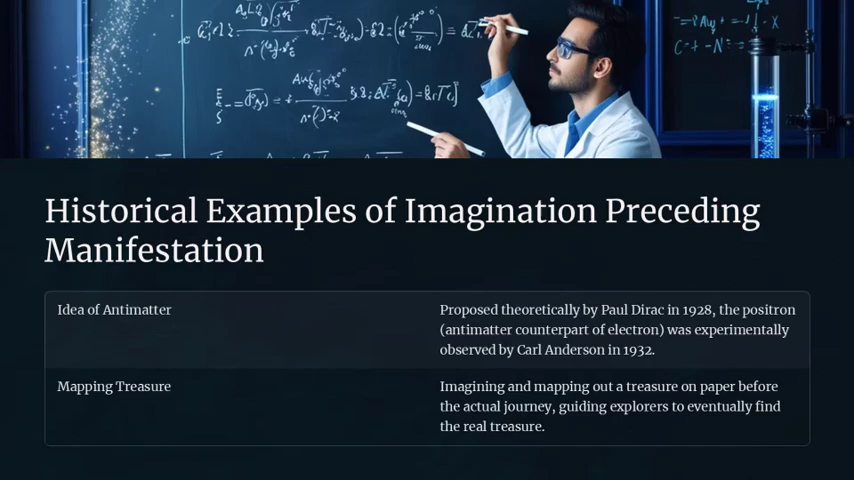 Historical Examples of Imagination Preceding
Manifestation
Idea of Antimatter
Proposed theoretically by Paul Dirac in 1928, the positron
(antimatter counterpart of electron) was experimentally
observed by Carl Anderson in 1932.
Mapping Treasure
Imagining and mapping out a treasure on paper before
the actual journey, guiding explorers to eventually find
the real treasure.